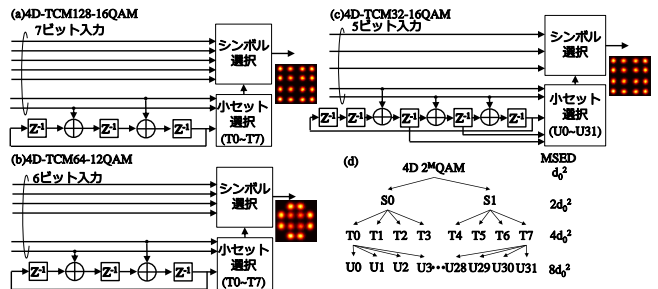 (a)4D-TCM128-16QAM
7ビット入力
シンボル
選択
小セット
選択
(T0~T7)
Z⁻¹ Z⁻¹ Z⁻¹
(b)4D-TCM64-12QAM
6ビット入力
シンボル
選択
小セット
選択
(T0~T7)
Z⁻¹ Z⁻¹ Z⁻¹
(c)4D-TCM32-16QAM
5ビット入力
シンボル
選択
小セット
選択
(U0~U31)
Z⁻¹ Z⁻¹ Z⁻¹ Z⁻¹ Z⁻¹
(d) MSED
4D 2ᴹQAM d₀²
S0 S1 2d₀²
T0 T1 T2 T3 T4 T5 T6 T7 4d₀²
U0 U1 U2 U3•••U28 U29 U30 U31 8d₀²